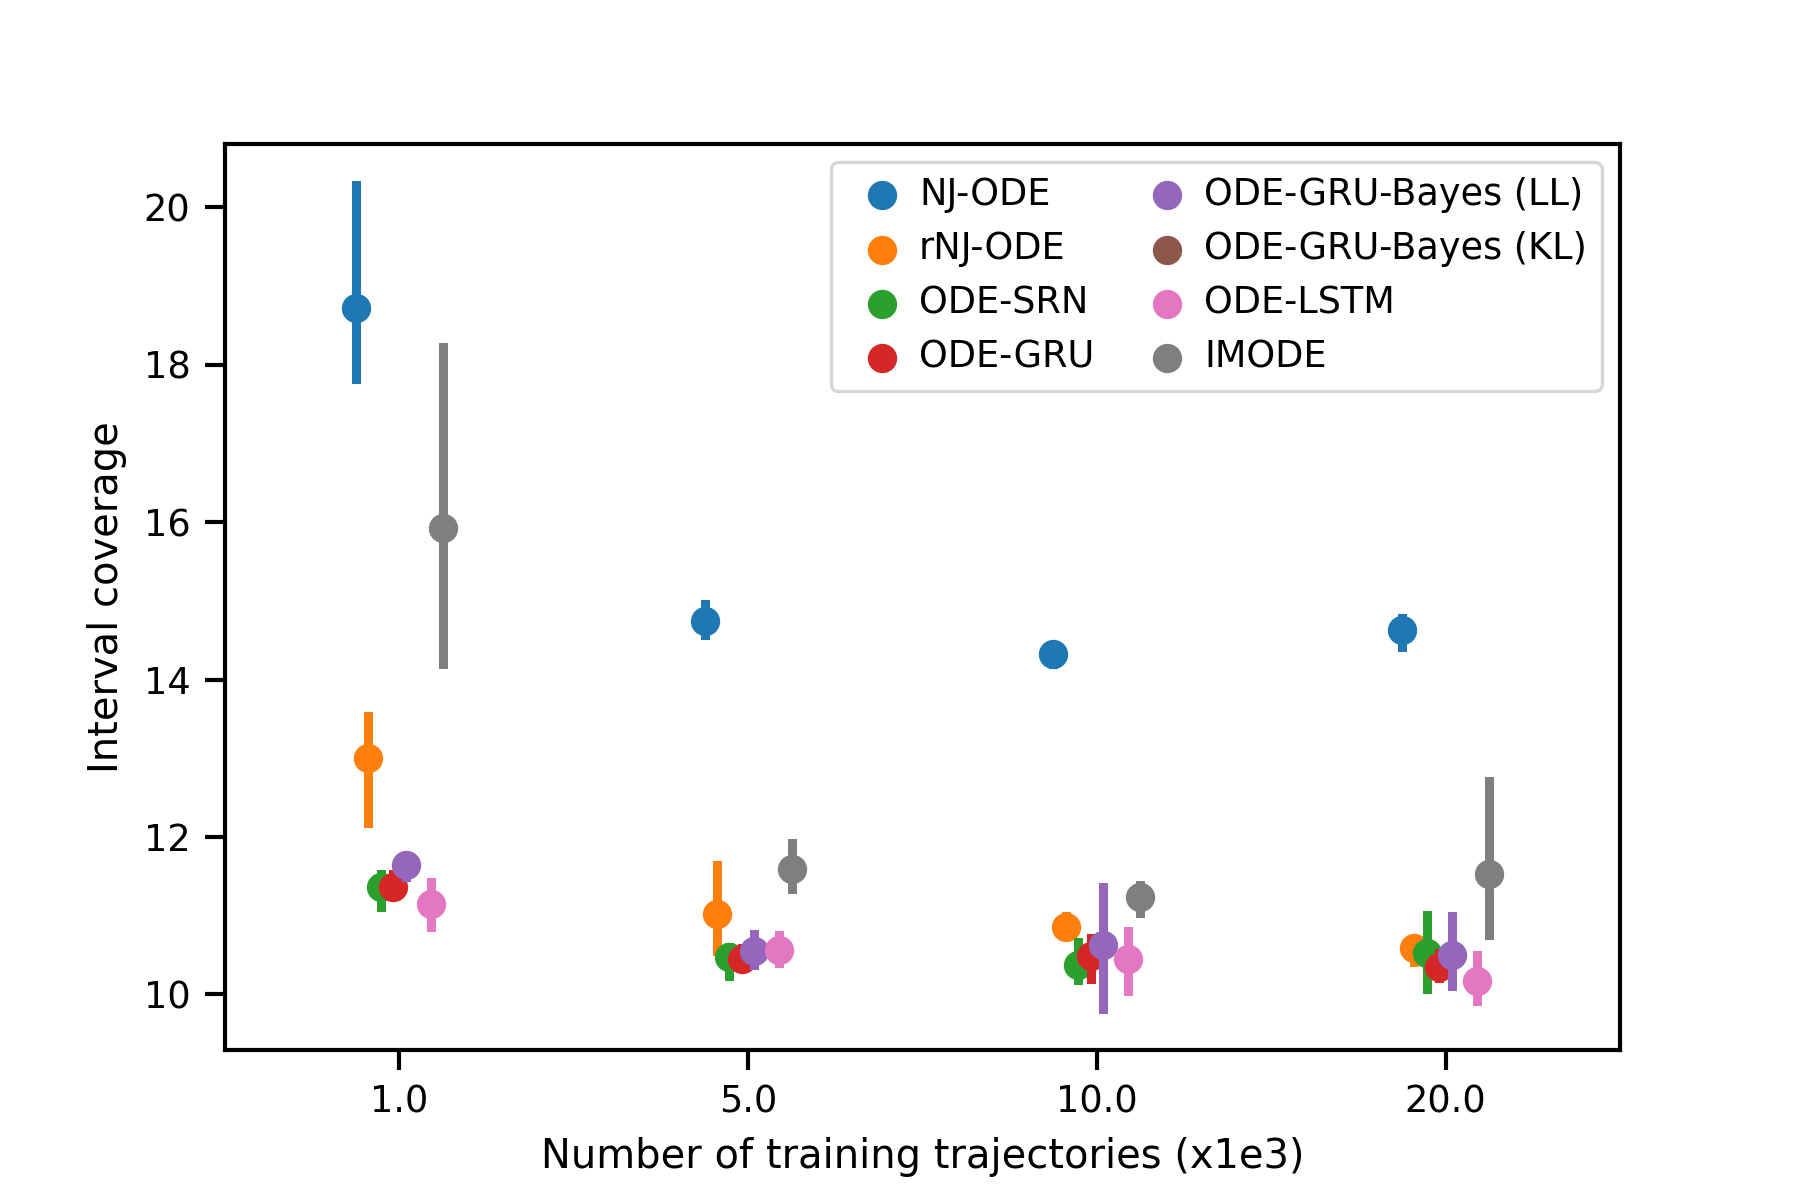 20
18
16
14
12
10
Interval coverage
NJ-ODE
rNJ-ODE
ODE-SRN
ODE-GRU
ODE-GRU-Bayes (LL)
ODE-GRU-Bayes (KL)
ODE-LSTM
IMODE
1.0 5.0 10.0 20.0
Number of training trajectories (x1e3)